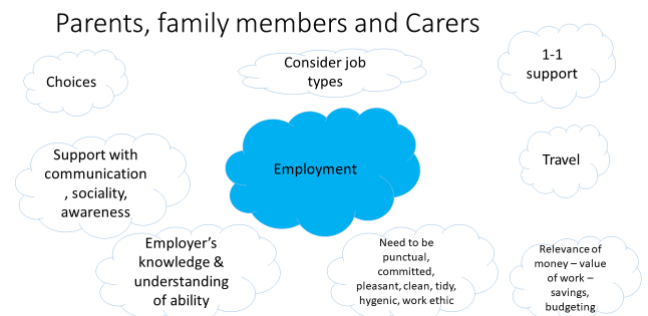 Parents, family members and Carers
Choices
Consider job
types
1-1
support
Support with
communication
, sociality,
awareness
Employment
Travel
Employer's
knowledge &
understanding
of ability
Need to be
punctual,
committed,
pleasant, clean, tidy,
hygenic, work ethic
Relevance of
money – value
of work –
savings,
budgeting